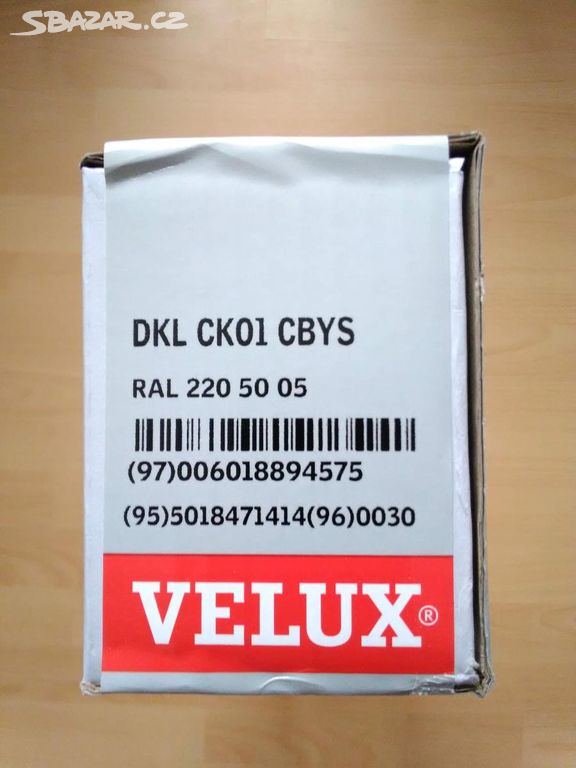 SBAZAR.CZ
DKL CK01 CBYS
RAL 220 50 05
(97)006018894575
(95)5018471414(96)0030
VELUX®